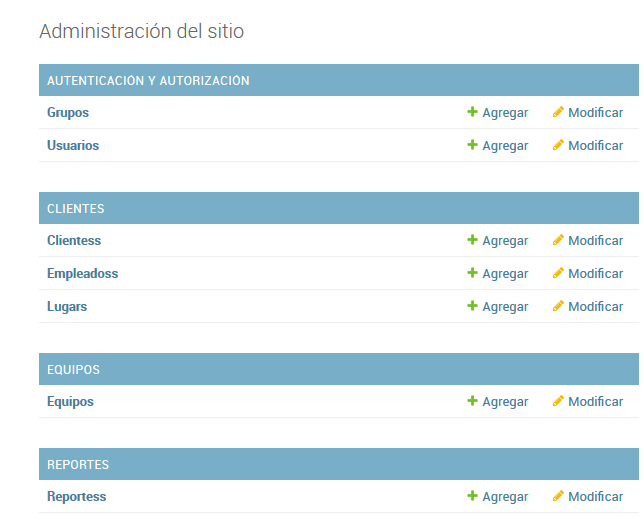 Administración del sitio
AUTENTICACIÓN Y AUTORIZACIÓN
Grupos Agregar Modificar
Usuarios Agregar Modificar
CLIENTES
Clientess Agregar Modificar
Empleadoss Agregar Modificar
Lugars Agregar Modificar
EQUIPOS
Equipos Agregar Modificar
REPORTES
Reportess Agregar Modificar